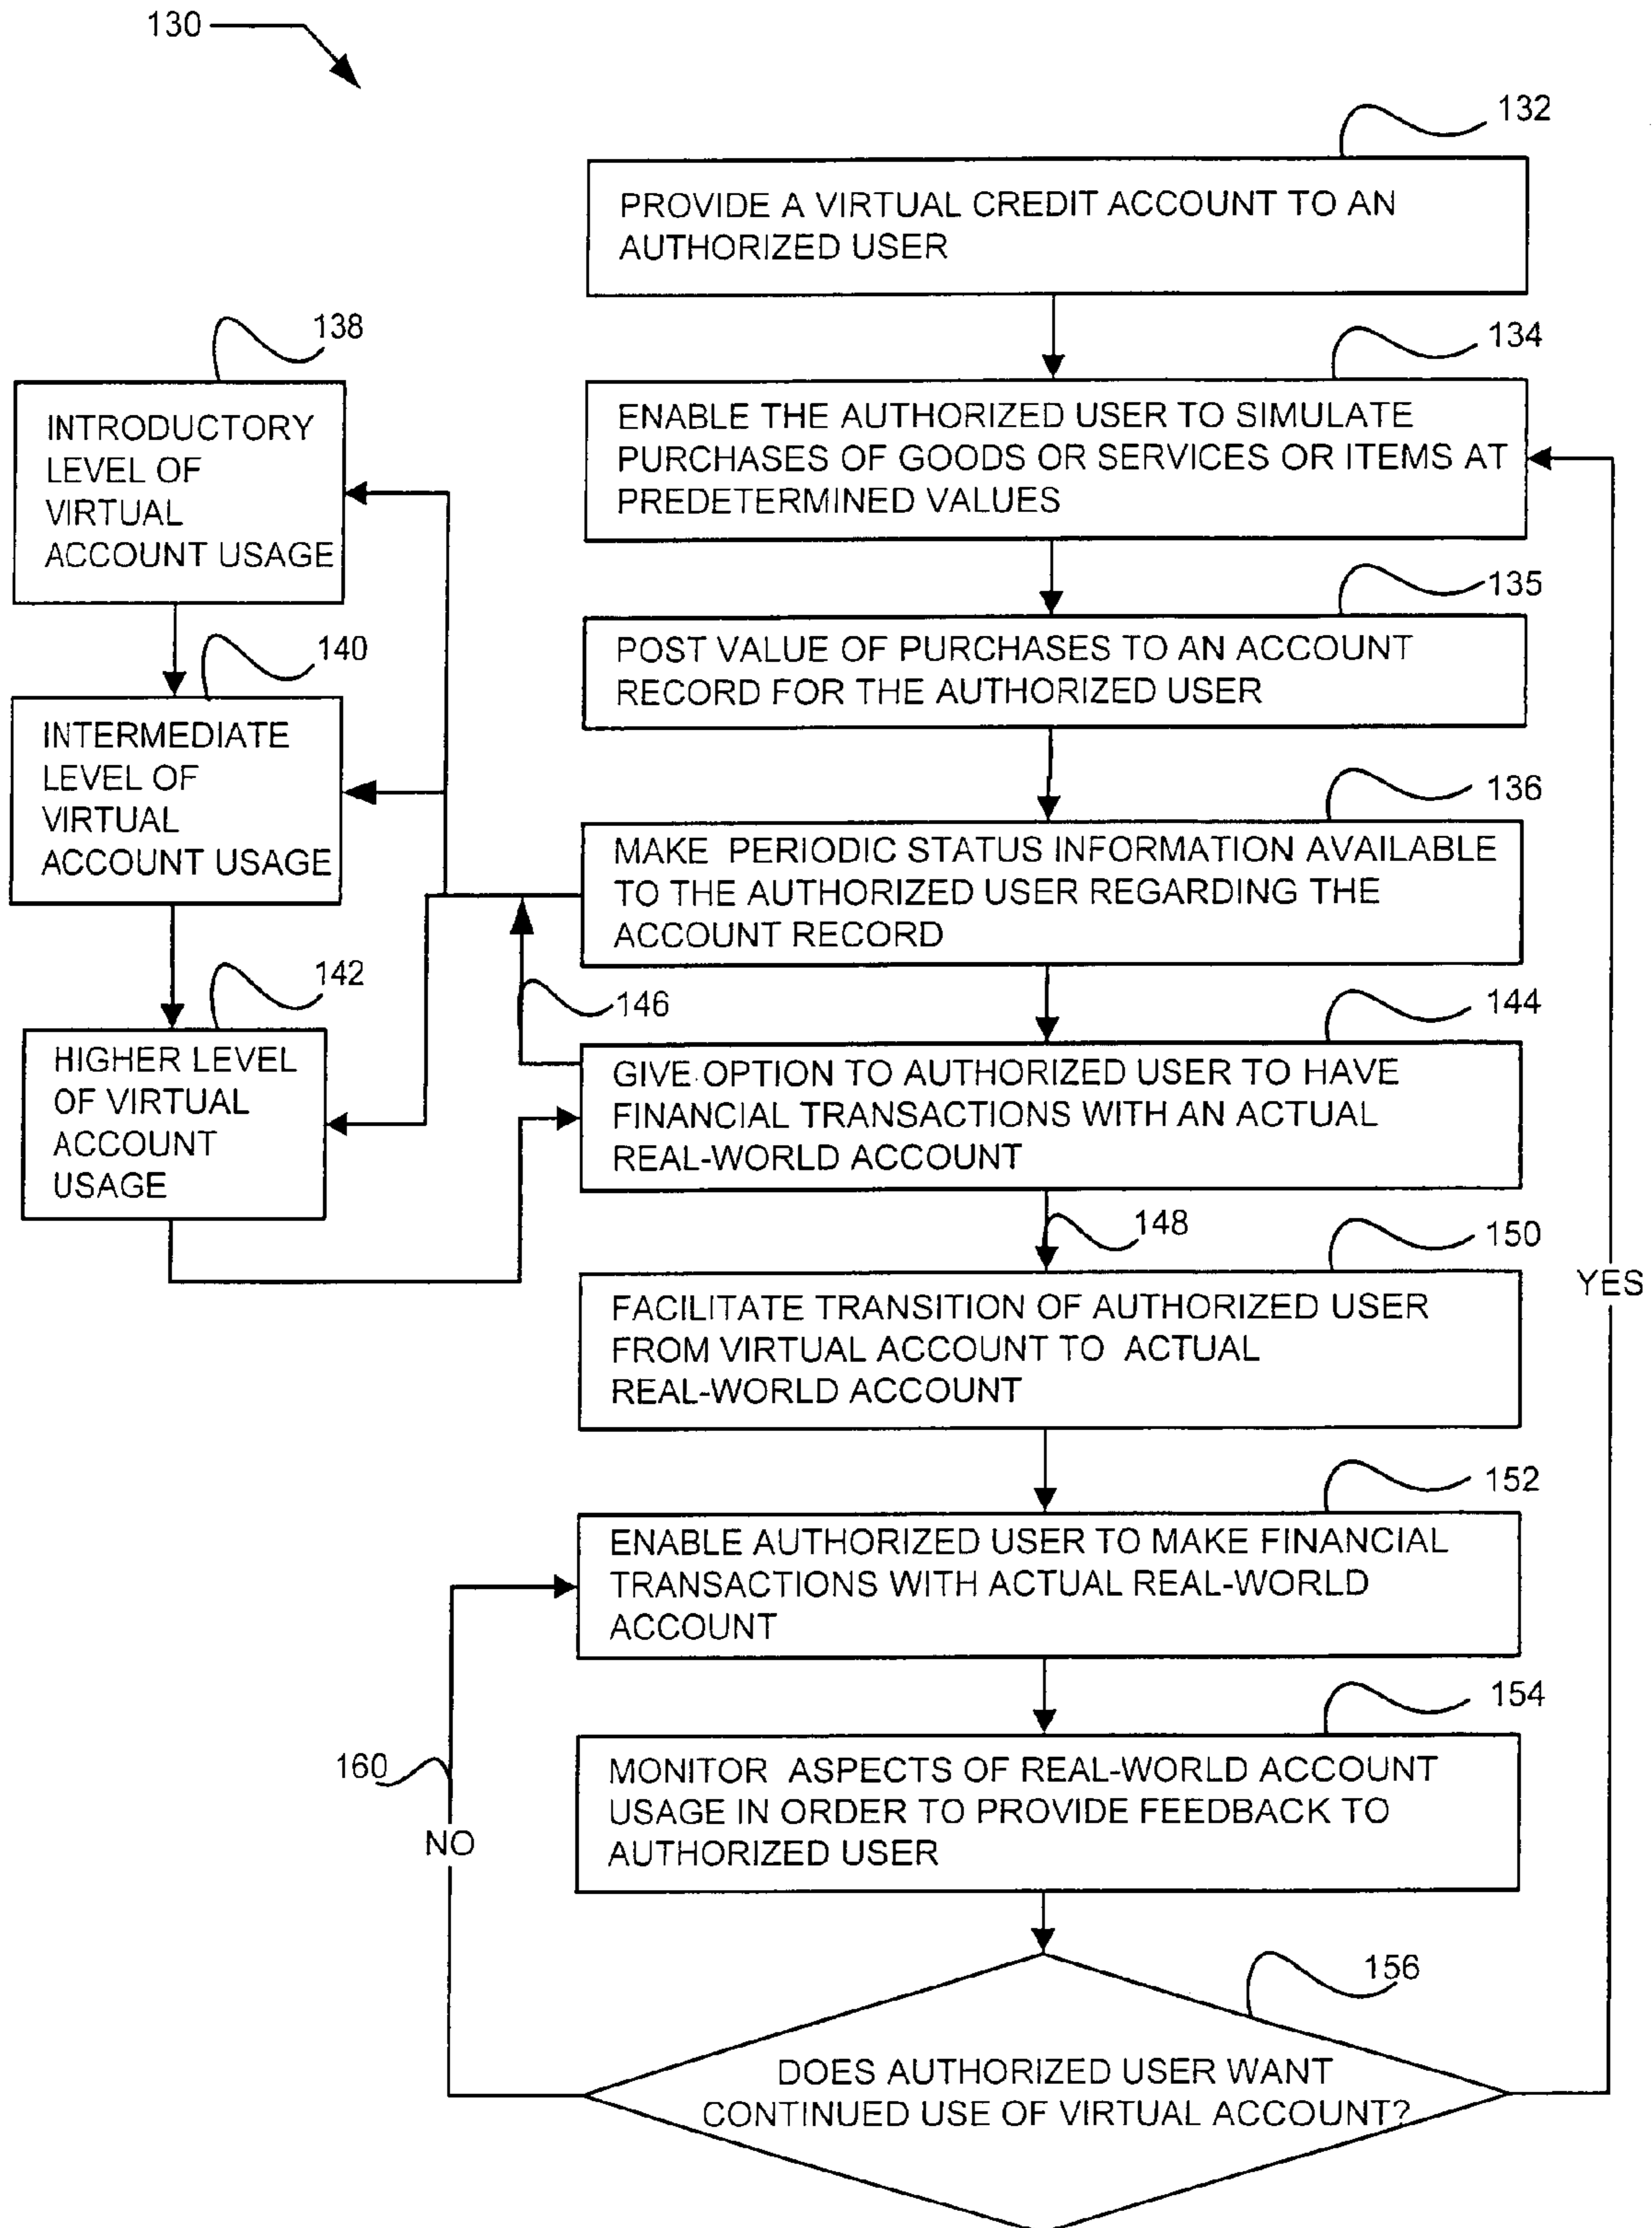 130
132
PROVIDE A VIRTUAL CREDIT ACCOUNT TO AN
AUTHORIZED USER
134
ENABLE THE AUTHORIZED USER TO SIMULATE
PURCHASES OF GOODS OR SERVICES OR ITEMS AT
PREDETERMINED VALUES
135
POST VALUE OF PURCHASES TO AN ACCOUNT
RECORD FOR THE AUTHORIZED USER
136
MAKE PERIODIC STATUS INFORMATION AVAILABLE
TO THE AUTHORIZED USER REGARDING THE
ACCOUNT RECORD
138
INTRODUCTORY
LEVEL OF
VIRTUAL
ACCOUNT USAGE
140
INTERMEDIATE
LEVEL OF
VIRTUAL
ACCOUNT USAGE
142
HIGHER LEVEL
OF VIRTUAL
ACCOUNT
USAGE
146
144
GIVE OPTION TO AUTHORIZED USER TO HAVE
FINANCIAL TRANSACTIONS WITH AN ACTUAL
REAL-WORLD ACCOUNT
148
150
FACILITATE TRANSITION OF AUTHORIZED USER
FROM VIRTUAL ACCOUNT TO ACTUAL
REAL-WORLD ACCOUNT
YES
152
ENABLE AUTHORIZED USER TO MAKE FINANCIAL
TRANSACTIONS WITH ACTUAL REAL-WORLD
ACCOUNT
154
MONITOR ASPECTS OF REAL-WORLD ACCOUNT
USAGE IN ORDER TO PROVIDE FEEDBACK TO
AUTHORIZED USER
160
NO
156
DOES AUTHORIZED USER WANT
CONTINUED USE OF VIRTUAL ACCOUNT?